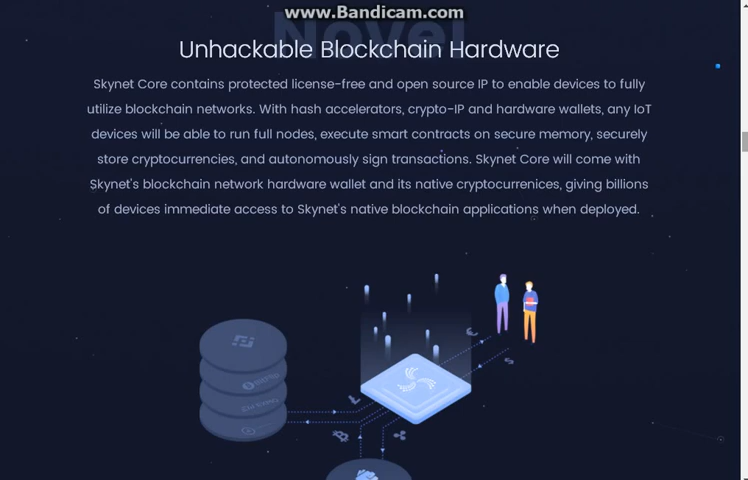 www.Bandicam.com
Novel
Unhackable Blockchain Hardware
Skynet Core contains protected license-free and open source IP to enable devices to fully
utilize blockchain networks. With hash accelerators, crypto-IP and hardware wallets, any IoT
devices will be able to run full nodes, execute smart contracts on secure memory, securely
store cryptocurrencies, and autonomously sign transactions. Skynet Core will come with
Skynet's blockchain network hardware wallet and its native cryptocurrenices, giving billions
of devices immediate access to Skynet's native blockchain applications when deployed.